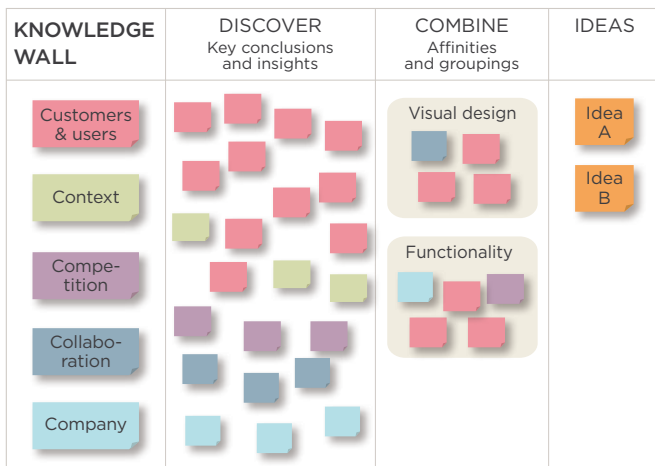 KNOWLEDGE
WALL
DISCOVER
Key conclusions
and insights
COMBINE
Affinities
and groupings
IDEAS
Customers
& users
Context
Compe-
tition
Collabo-
ration
Company
Visual design
Functionality
Idea
A
Idea
B